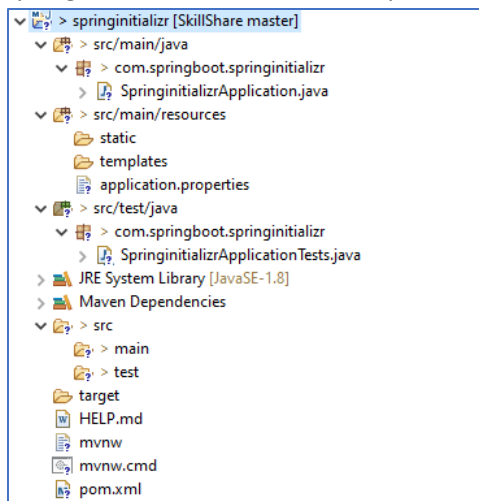 > springinitializr [SkillShare master]
> src/main/java
> com.springboot.springinitializr
SpringinitializrApplication.java
> src/main/resources
static
templates
application.properties
> src/test/java
> com.springboot.springinitializr
SpringinitializrApplicationTests.java
JRE System Library [JavaSE-1.8]
Maven Dependencies
> src
> main
> test
target
HELP.md
mvnw
mvnw.cmd
pom.xml